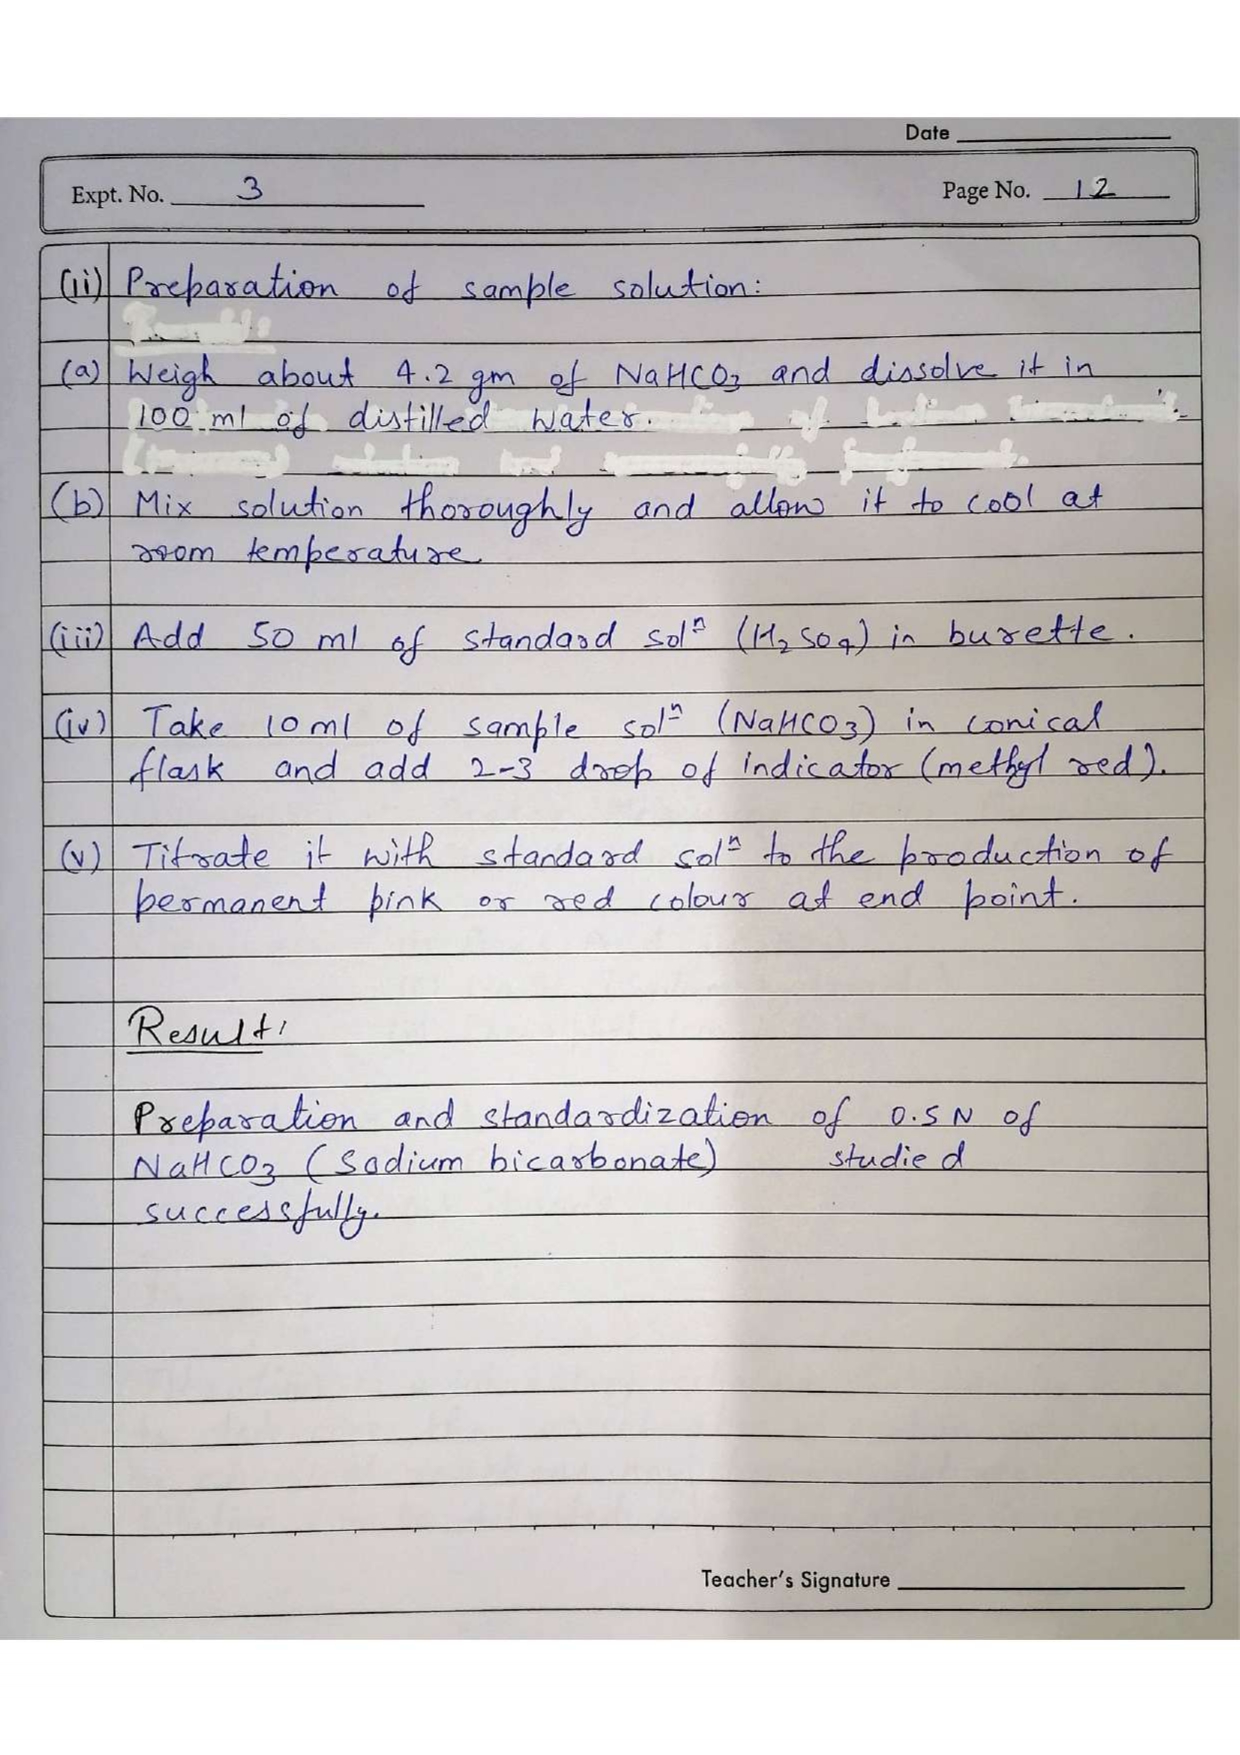 Date
Expt. No. 3
Page No. 12
(ii) Preparation of sample solution:
(a) Weigh about 4.2 gm of NaHCO3 and dissolve it in
100 ml of distilled water.
(b) Mix solution thoroughly and allow it to cool at
room temperature
(iii) Add 50 ml of standard solⁿ (H2SO4) in burette.
(iv) Take 10 ml of sample solⁿ (NaHCO3) in conical
flask and add 2-3 drop of indicator (methyl red).
(v) Titrate it with standard solⁿ to the production of
permanent pink or red colour at end point.
Result:
Preparation and standardization of 0.5 N of
NaHCO3 (Sodium bicarbonate) studied
successfully.
Teacher's Signature